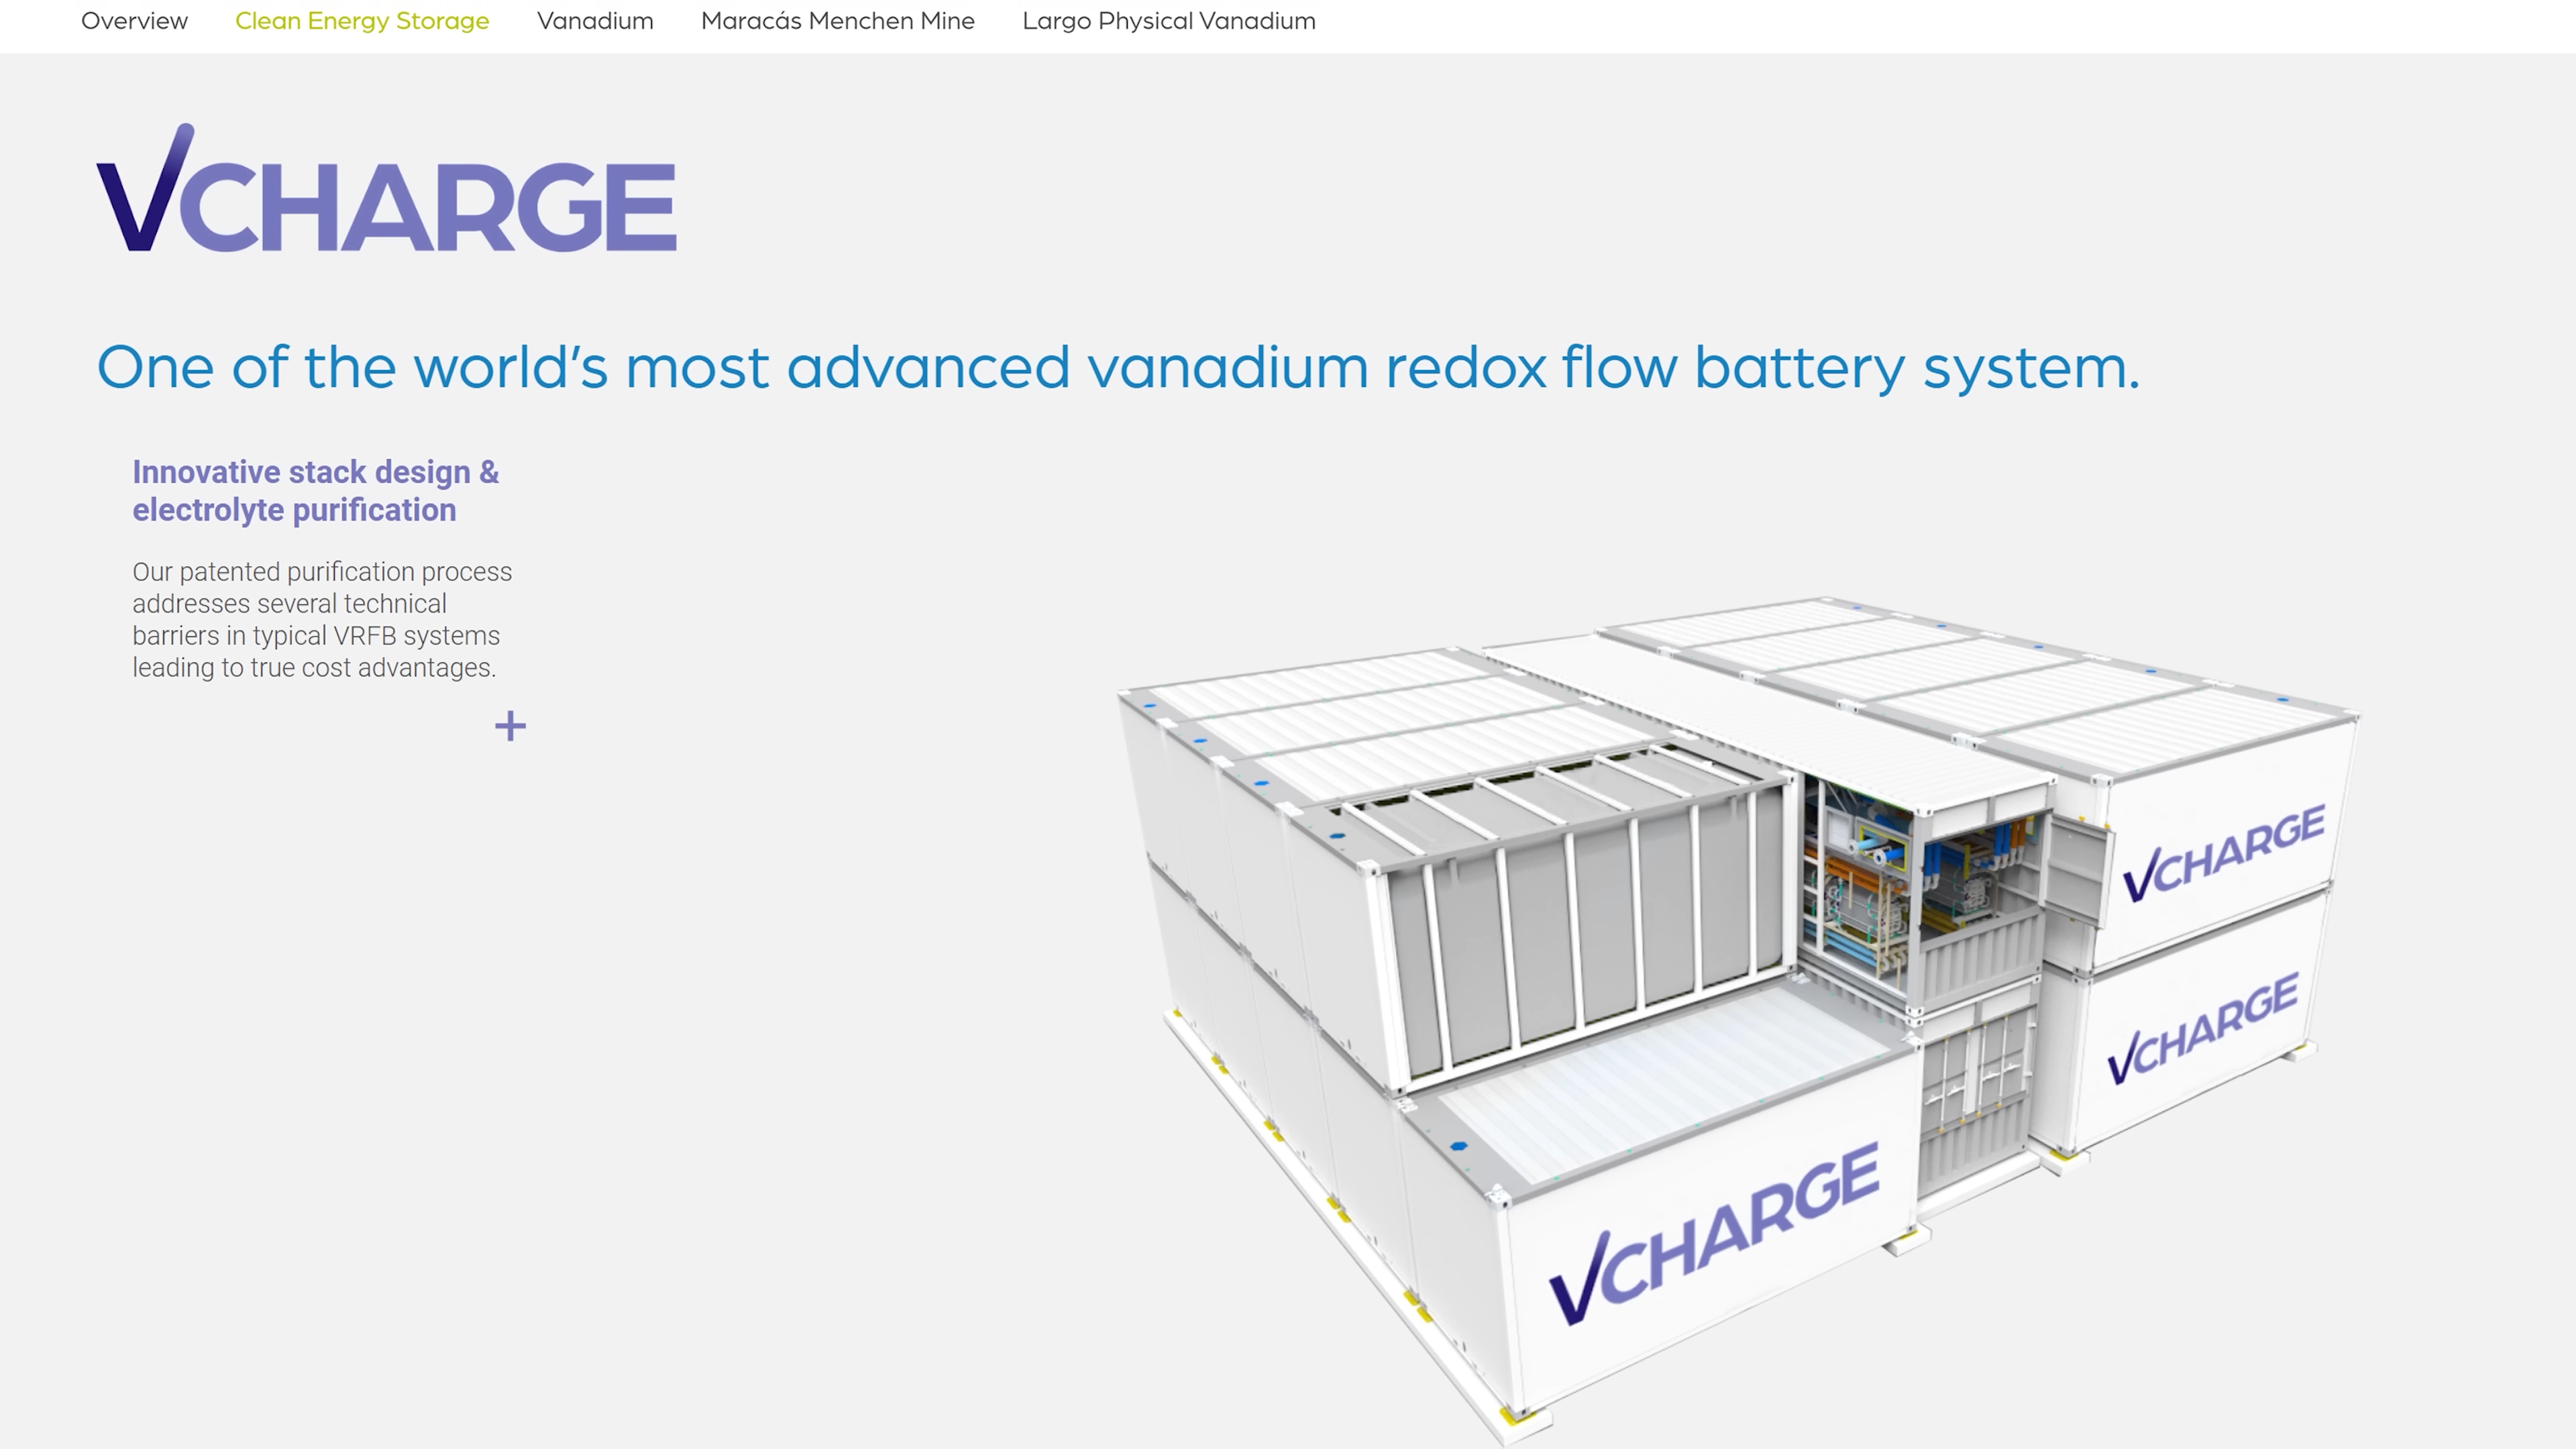 Overview Clean Energy Storage Vanadium Maracás Menchen Mine Largo Physical Vanadium
VCHARGE
One of the world's most advanced vanadium redox flow battery system.
Innovative stack design &
electrolyte purification
Our patented purification process
addresses several technical
barriers in typical VRFB systems
leading to true cost advantages.
+
VCHARGE
VCHARGE
VCHARGE